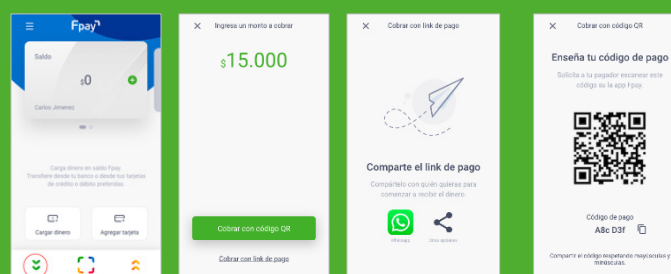 Fpay
Saldo
$0
Carlos Jimenez
Carga dinero en saldo Fpay
Transfiere desde tu banco o desde tus tarjetas
de crédito o débito preferidas.
Cargar dinero
Agregar tarjeta
Ingresa un monto a cobrar
$15.000
Cobrar con código QR
Cobrar con link de pago
Cobrar con link de pago
Comparte el link de pago
Compártelo con quién quieras para
comenzar a recibir el dinero
Whatsapp
Otras opciones
Cobrar con código QR
Enseña tu código de pago
Solicita a tu pagador escanear este
código su la app Fpay.
Código de pago
A8c D3f
Comparte el código respetando mayúsculas y
minúsculas.